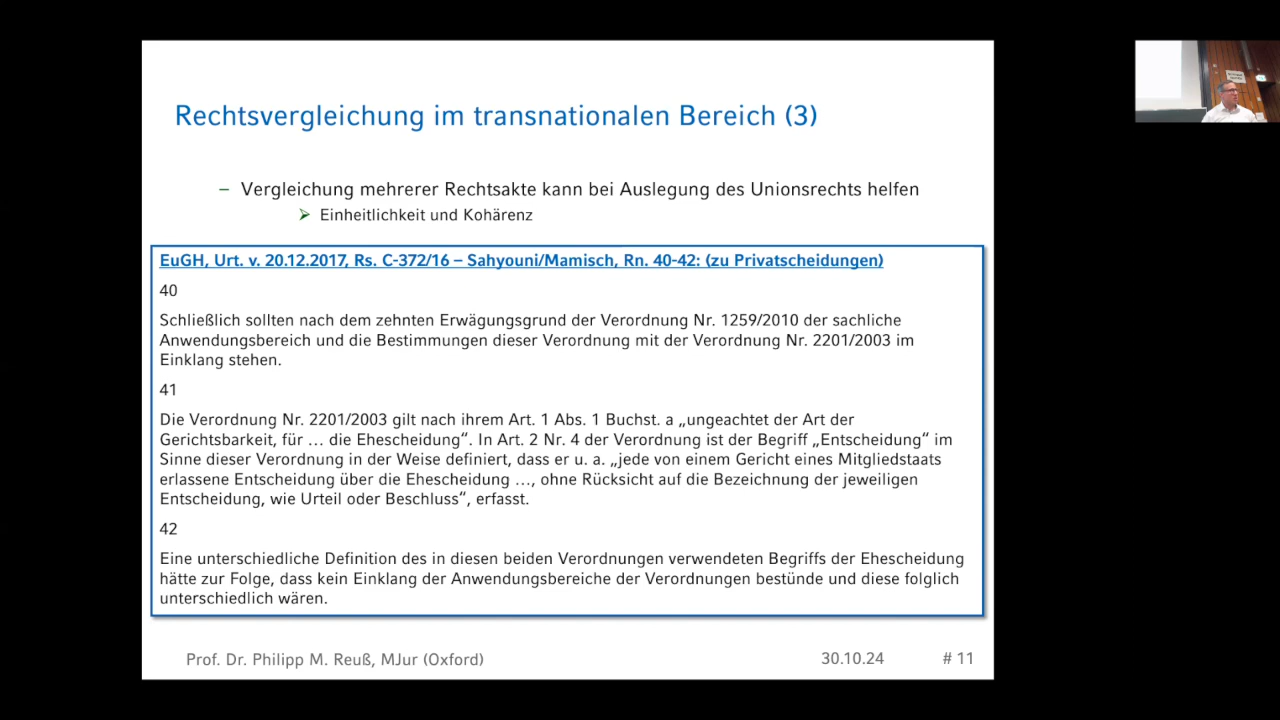 Rechtsvergleichung im transnationalen Bereich (3)
– Vergleichung mehrerer Rechtsakte kann bei Auslegung des Unionsrechts helfen
➢ Einheitlichkeit und Kohärenz
EuGH, Urt. v. 20.12.2017, Rs. C-372/16 – Sahyouni/Mamisch, Rn. 40-42: (zu Privatscheidungen)
40
Schließlich sollten nach dem zehnten Erwägungsgrund der Verordnung Nr. 1259/2010 der sachliche
Anwendungsbereich und die Bestimmungen dieser Verordnung mit der Verordnung Nr. 2201/2003 im
Einklang stehen.
41
Die Verordnung Nr. 2201/2003 gilt nach ihrem Art. 1 Abs. 1 Buchst. a „ungeachtet der Art der
Gerichtsbarkeit, für … die Ehescheidung“. In Art. 2 Nr. 4 der Verordnung ist der Begriff „Entscheidung“ im
Sinne dieser Verordnung in der Weise definiert, dass er u. a. „jede von einem Gericht eines Mitgliedstaats
erlassene Entscheidung über die Ehescheidung …, ohne Rücksicht auf die Bezeichnung der jeweiligen
Entscheidung, wie Urteil oder Beschluss“, erfasst.
42
Eine unterschiedliche Definition des in diesen beiden Verordnungen verwendeten Begriffs der Ehescheidung
hätte zur Folge, dass kein Einklang der Anwendungsbereiche der Verordnungen bestünde und diese folglich
unterschiedlich wären.
Prof. Dr. Philipp M. Reuß, MJur (Oxford)
30.10.24
# 11